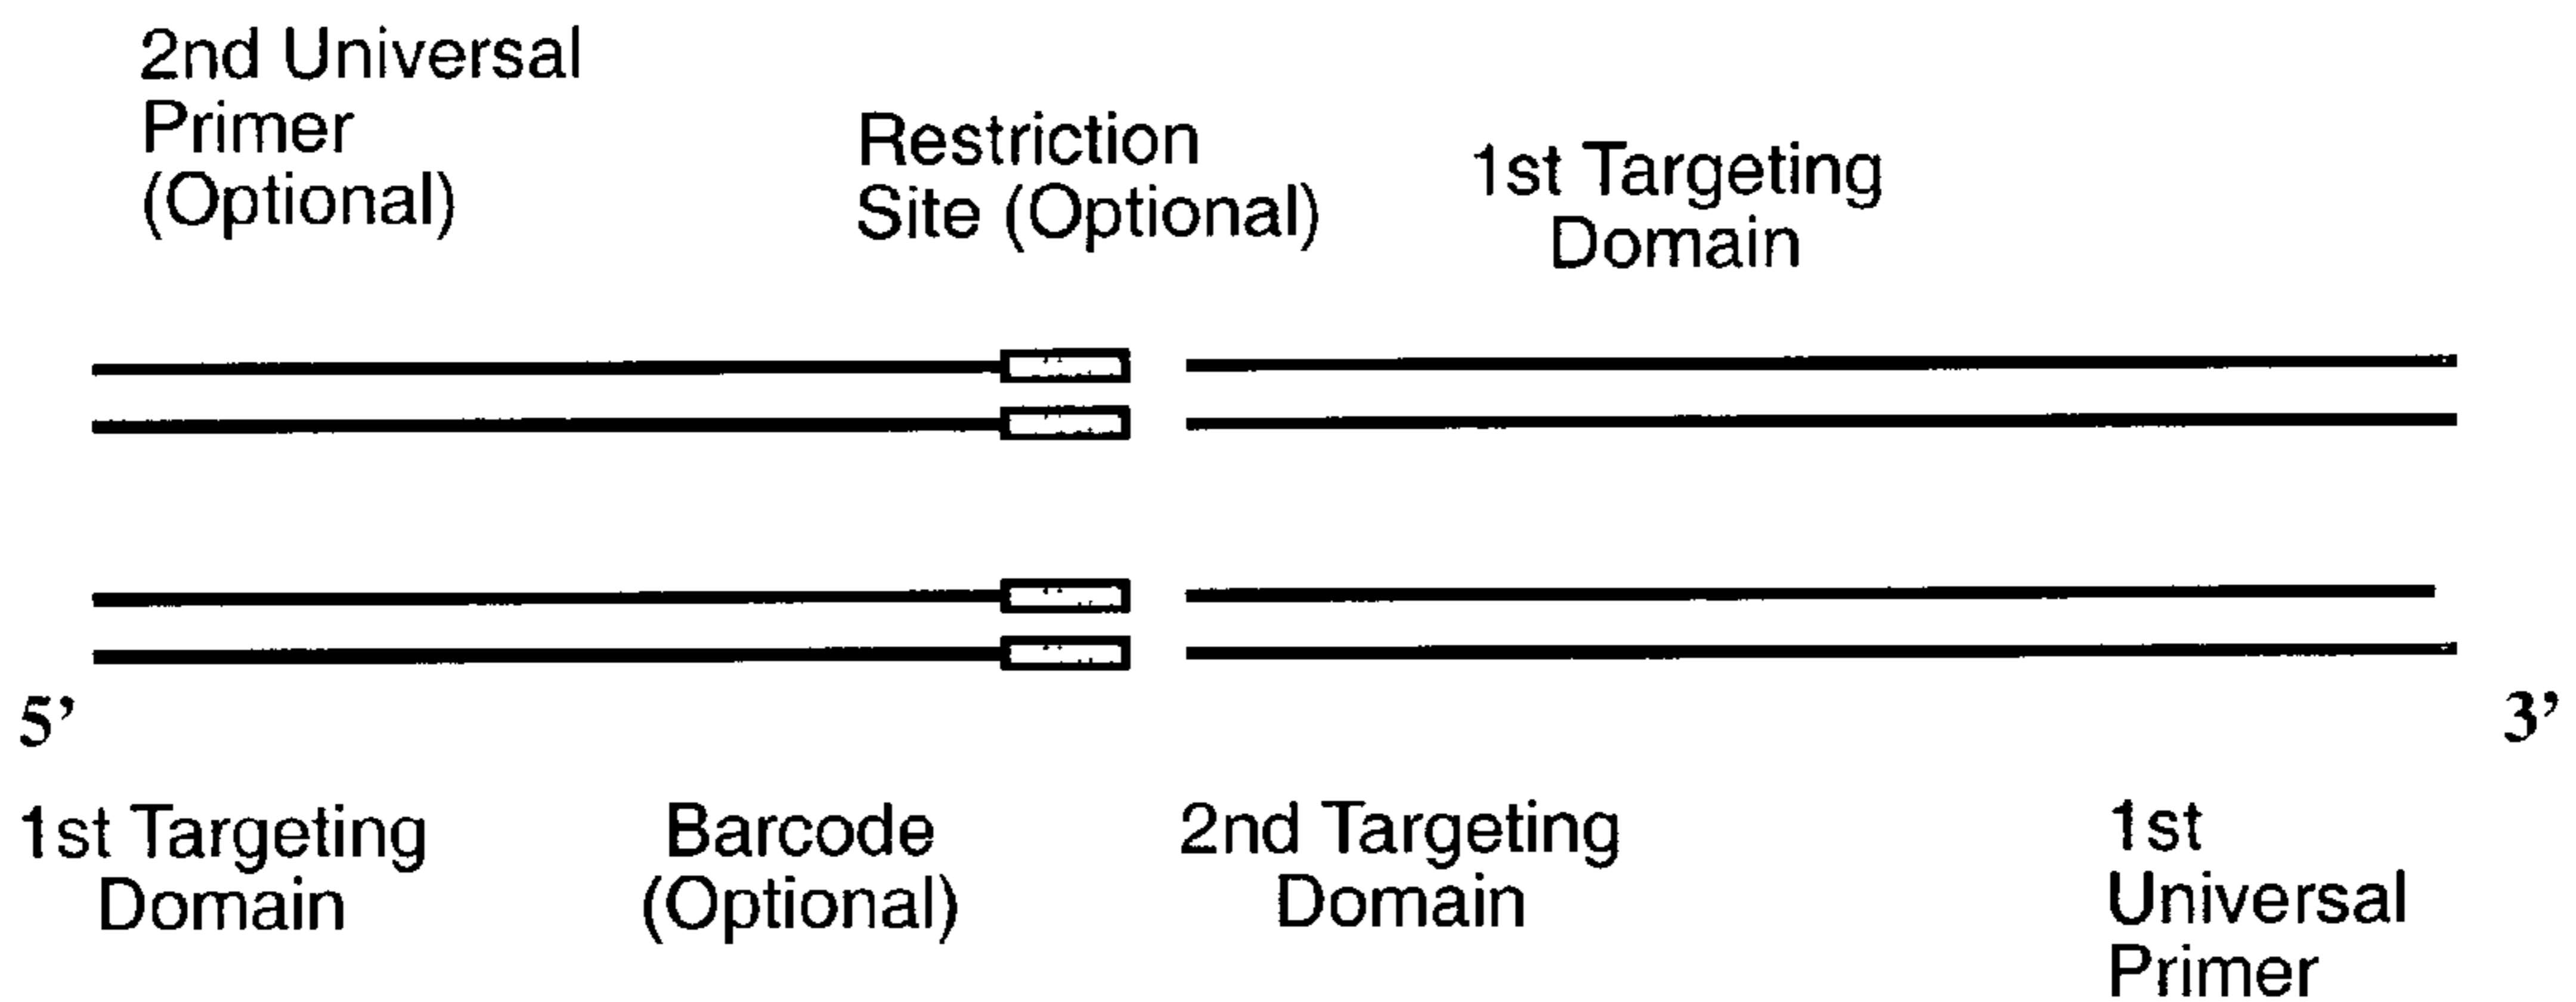 2nd Universal
Primer
(Optional)
Restriction
Site (Optional)
1st Targeting
Domain
5’
3’
1st Targeting
Domain
Barcode
(Optional)
2nd Targeting
Domain
1st
Universal
Primer